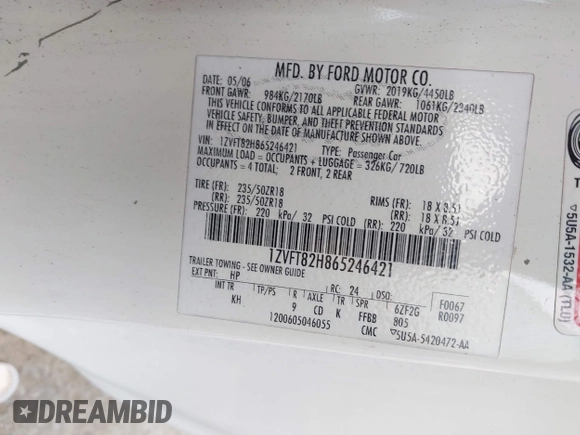 MFD. BY FORD MOTOR CO.
DATE: 05/06 GVWR: 2019KG/4450LB
FRONT GAWR: 984KG/2170LB REAR GAWR: 1061KG/2340LB
THIS VEHICLE CONFORMS TO ALL APPLICABLE FEDERAL MOTOR
VEHICLE SAFETY, BUMPER, AND THEFT PREVENTION STANDARDS
IN EFFECT ON THE DATE OF MANUFACTURE SHOWN ABOVE.
VIN: 1ZVFT82H865246421 TYPE: Passenger Car
MAXIMUM LOAD = OCCUPANTS + LUGGAGE = 326KG/720LB
OCCUPANTS = 4 TOTAL; 2 FRONT, 2 REAR
TIRE (FR): 235/50ZR18 RIMS (FR): 18 X 8.5J
(RR): 235/50ZR18 (RR): 18 X 8.5J
PRESSURE (FR): 220 kPa/ 32 PSI COLD (RR): 220 kPa/ 32 PSI COLD
1ZVFT82H865246421
TRAILER TOWING - SEE OWNER GUIDE
EXT PNT: HP RC: 24 DSO: F0067
INT TR TP/PS R AXLE TR SPR 6ZF2G R0097
KH 9 CD K FFBB 805
1200605046055 CMC 5U5A-5420472-AA
5U5A-1532-AA (TLU)
DREAMBID